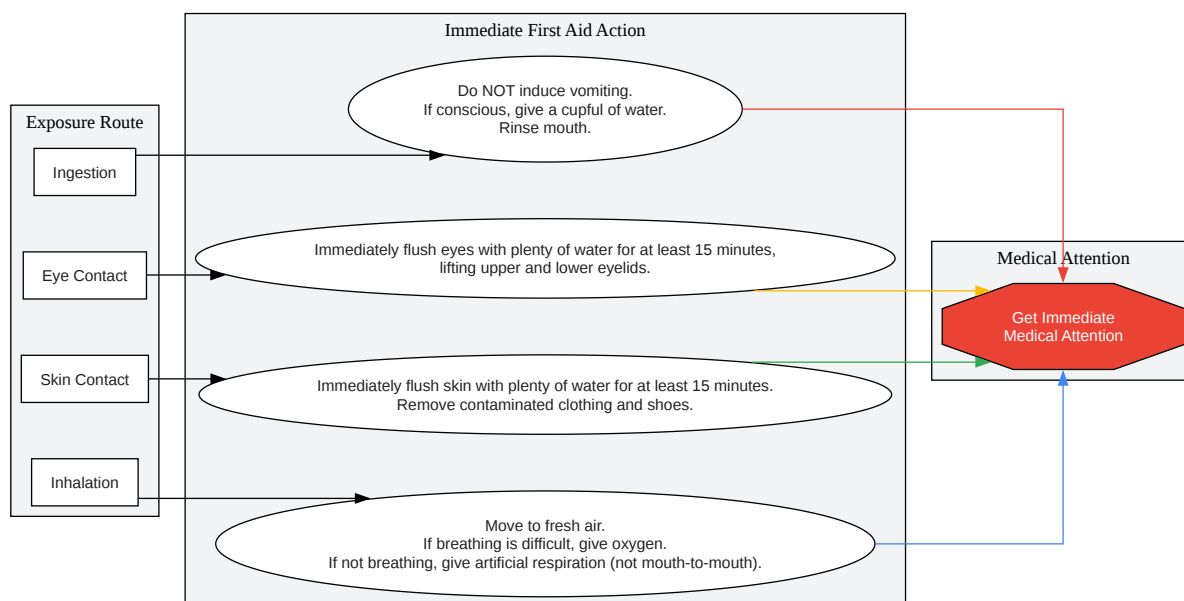 Immediate First Aid Action
Do NOT induce vomiting.
If conscious, give a cupful of water.
Rinse mouth.
Exposure Route
Ingestion
Immediately flush eyes with plenty of water for at least 15 minutes,
lifting upper and lower eyelids.
Eye Contact
Medical Attention
Get Immediate
Medical Attention
Skin Contact
Immediately flush skin with plenty of water for at least 15 minutes.
Remove contaminated clothing and shoes.
Inhalation
Move to fresh air.
If breathing is difficult, give oxygen.
If not breathing, give artificial respiration (not mouth-to-mouth).